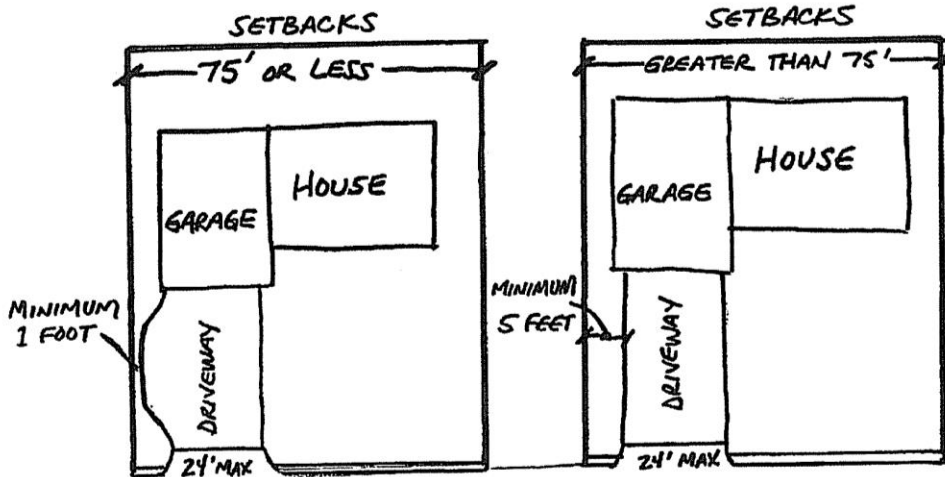 SETBACKS
75' OR LESS
HOUSE
GARAGE
MINIMUM
1 FOOT
DRIVEWAY
24' MAX
SETBACKS
GREATER THAN 75'
HOUSE
GARAGE
MINIMUM
5 FEET
DRIVEWAY
24' MAX